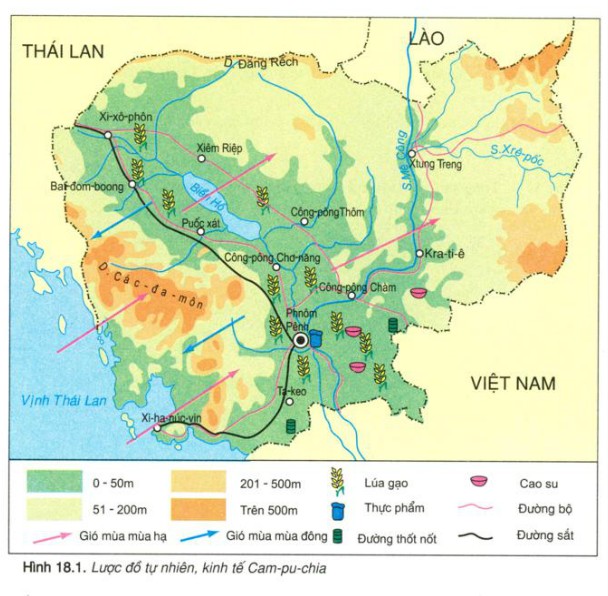 THÁI LAN
LÀO
D. Đăng Rếch
Xi-xô-phôn
Xiêm Riệp
S. Mê Công
Xtung Treng
S. Xrê-pốc
Bat-đom-boong
Biển Hồ
Puốc xát
Công-pông Thôm
Công-pông Chơ-năng
Kra-ti-ê
D. Các-đa-môn
Công-pông Chàm
Phnôm
Pênh
VIỆT NAM
Ta-keo
Vịnh Thái Lan
Xi-ha-núc-vin
0 - 50m
201 - 500m
Lúa gạo
Cao su
51 - 200m
Trên 500m
Thực phẩm
Đường bộ
Gió mùa mùa hạ
Gió mùa mùa đông
Đường thốt nốt
Đường sắt
Hình 18.1. Lược đồ tự nhiên, kinh tế Cam-pu-chia